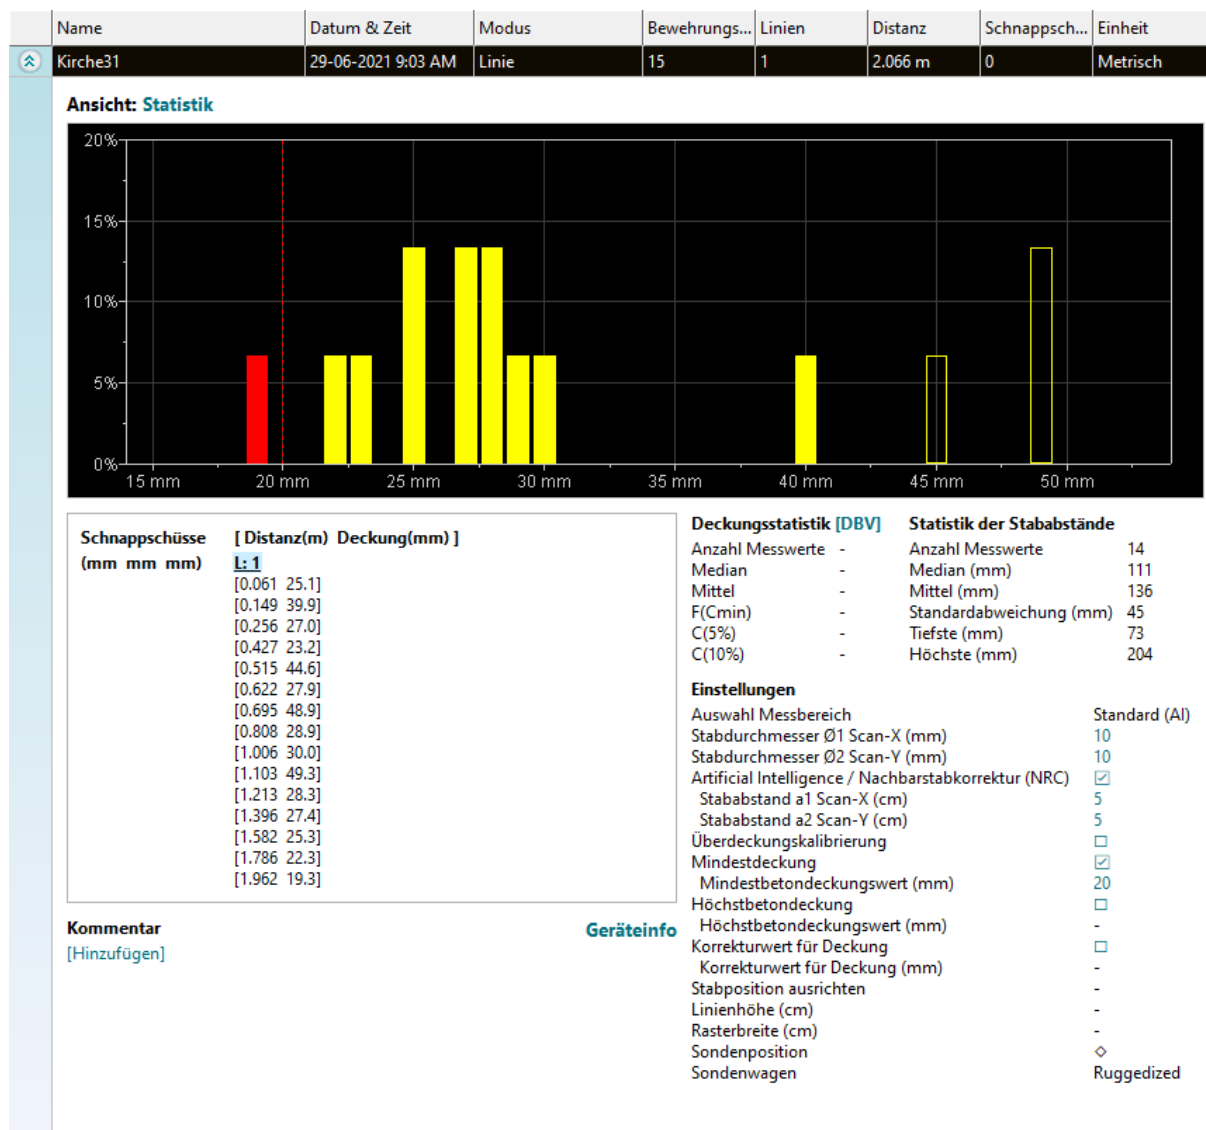 Name Datum & Zeit Modus Bewehrungs... Linien Distanz Schnappsch... Einheit
Kirche31 29-06-2021 9:03 AM Linie 15 1 2.066 m 0 Metrisch
Ansicht: Statistik
20%
15%
10%
5%
0%
15 mm 20 mm 25 mm 30 mm 35 mm 40 mm 45 mm 50 mm
Schnappschüsse [ Distanz(m) Deckung(mm) ]
(mm mm mm) L: 1
[0.061 25.1]
[0.149 39.9]
[0.256 27.0]
[0.427 23.2]
[0.515 44.6]
[0.622 27.9]
[0.695 48.9]
[0.808 28.9]
[1.006 30.0]
[1.103 49.3]
[1.213 28.3]
[1.396 27.4]
[1.582 25.3]
[1.786 22.3]
[1.962 19.3]
Kommentar
[Hinzufügen]
Geräteinfo
Deckungsstatistik [DBV]
Anzahl Messwerte -
Median -
Mittel -
F(Cmin) -
C(5%) -
C(10%) -
Statistik der Stababstände
Anzahl Messwerte 14
Median (mm) 111
Mittel (mm) 136
Standardabweichung (mm) 45
Tiefste (mm) 73
Höchste (mm) 204
Einstellungen
Auswahl Messbereich Standard (AI)
Stabdurchmesser Ø1 Scan-X (mm) 10
Stabdurchmesser Ø2 Scan-Y (mm) 10
Artificial Intelligence / Nachbarstabkorrektur (NRC)
Stababstand a1 Scan-X (cm) 5
Stababstand a2 Scan-Y (cm) 5
Überdeckungskalibrierung
Mindestdeckung
Mindestbetondeckungswert (mm) 20
Höchstbetondeckung
Höchstbetondeckungswert (mm) -
Korrekturwert für Deckung
Korrekturwert für Deckung (mm) -
Stabposition ausrichten -
Linienhöhe (cm) -
Rasterbreite (cm) -
Sondenposition
Sondenwagen Ruggedized